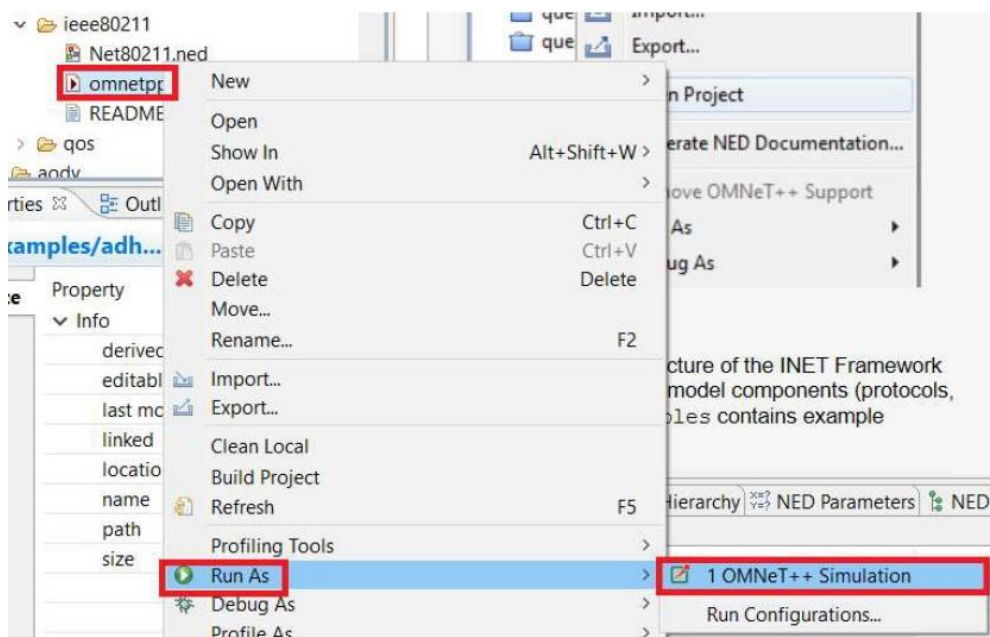 ieee80211
Net80211.ned
omnetpp
README
qos
aody
rties
Outl
amples/adh...
Property
Info
derived
editabl
last mo
linked
locatio
name
path
size
que
que
Import...
Export...
n Project
erate NED Documentation...
ove OMNeT++ Support
As
ug As
New
Open
Show In Alt+Shift+W
Open With
Copy Ctrl+C
Paste Ctrl+V
Delete Delete
Move...
Rename... F2
Import...
Export...
Clean Local
Build Project
Refresh F5
Profiling Tools
Run As
Debug As
Profile As
cture of the INET Framework
model components (protocols,
ples contains example
Hierarchy NED Parameters NED
1 OMNeT++ Simulation
Run Configurations...